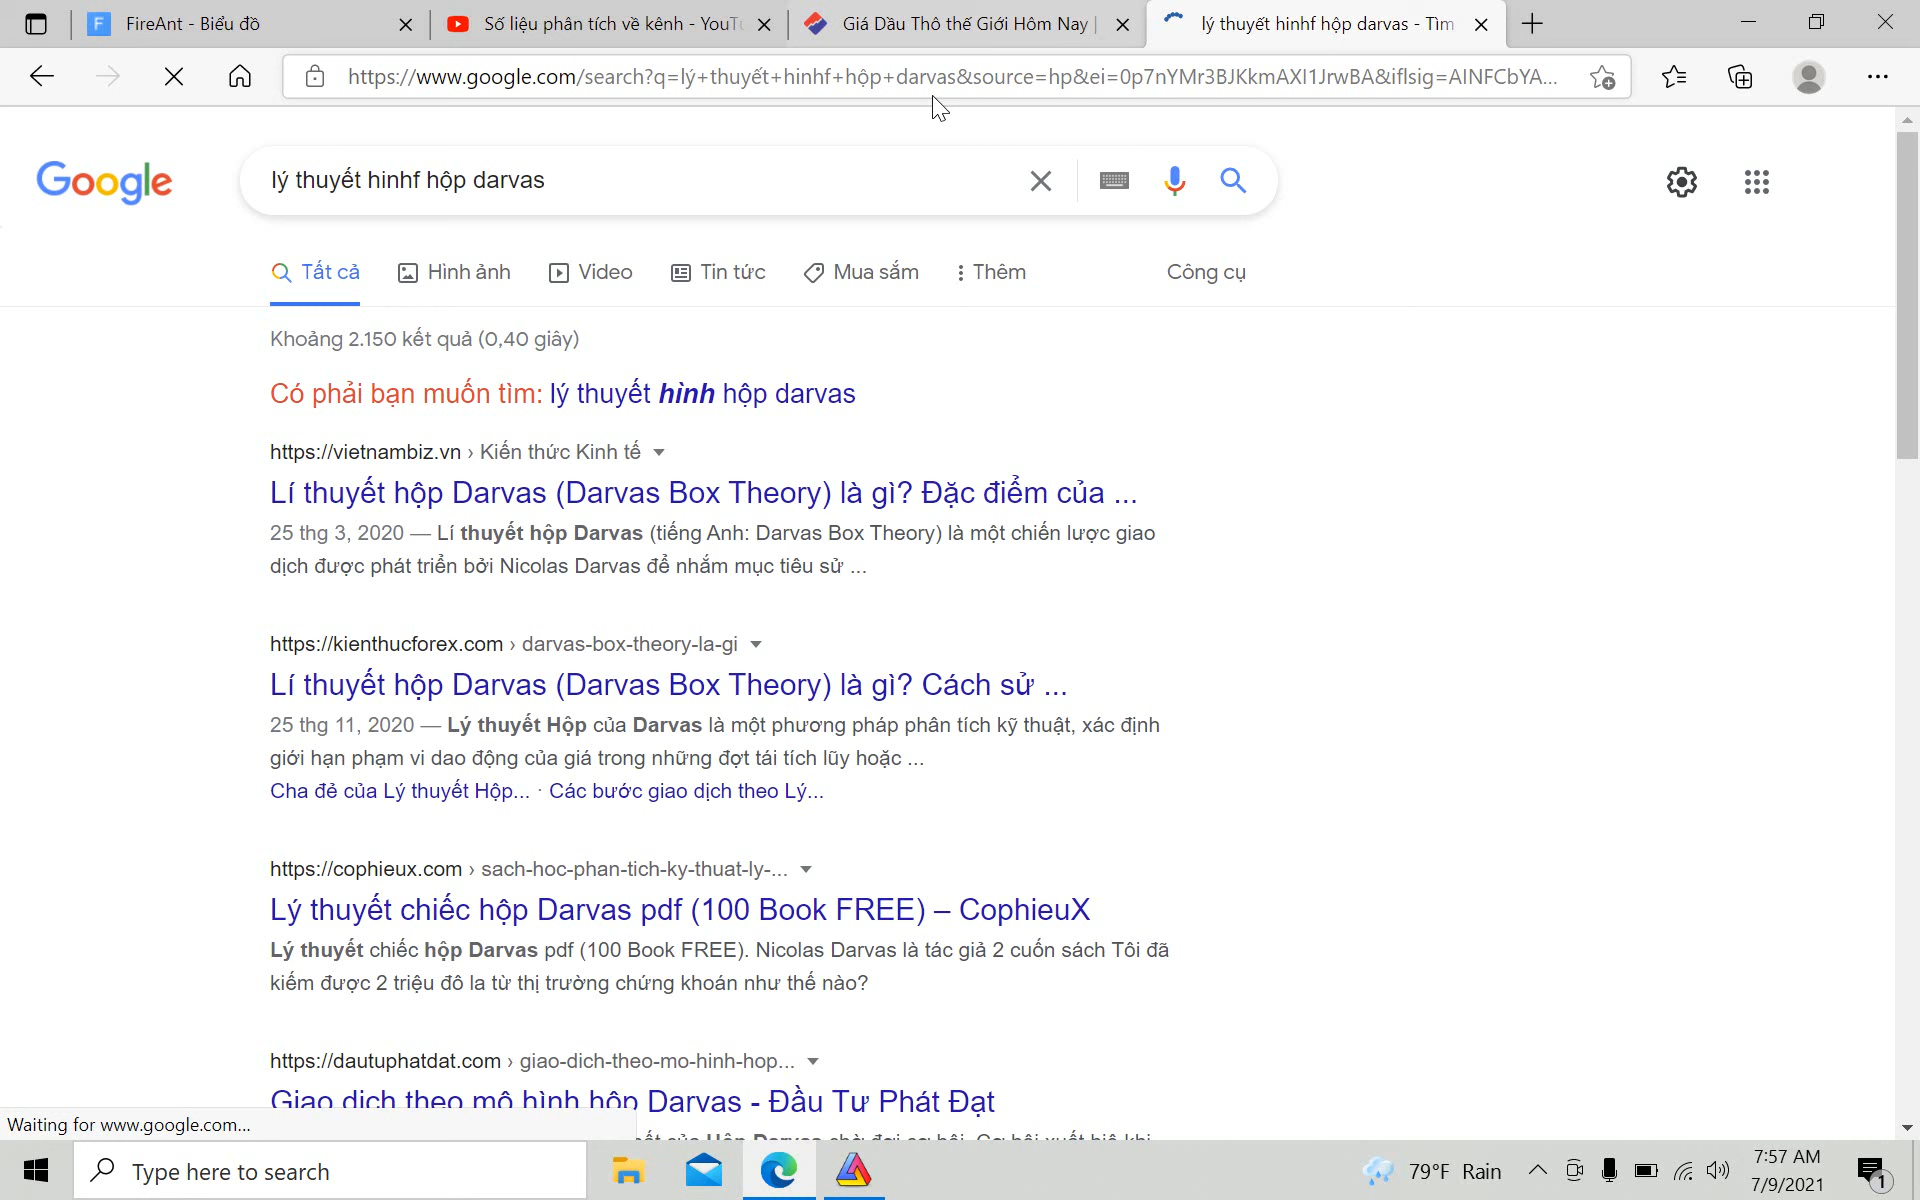 FireAnt - Biểu đồ
Số liệu phân tích về kênh - YouTu
Giá Dầu Thô thế Giới Hôm Nay |
lý thuyết hinhf hộp darvas - Tìm
https://www.google.com/search?q=lý+thuyết+hinhf+hộp+darvas&source=hp&ei=0p7nYMr3BJKkmAXI1JrwBA&iflsig=AINFCbYA...
Google
lý thuyết hinhf hộp darvas
Tất cả
Hình ảnh
Video
Tin tức
Mua sắm
Thêm
Công cụ
Khoảng 2.150 kết quả (0,40 giây)
Có phải bạn muốn tìm: lý thuyết hình hộp darvas
https://vietnambiz.vn › Kiến thức Kinh tế
Lí thuyết hộp Darvas (Darvas Box Theory) là gì? Đặc điểm của ...
25 thg 3, 2020 — Lí thuyết hộp Darvas (tiếng Anh: Darvas Box Theory) là một chiến lược giao
dịch được phát triển bởi Nicolas Darvas để nhắm mục tiêu sử ...
https://kienthucforex.com › darvas-box-theory-la-gi
Lí thuyết hộp Darvas (Darvas Box Theory) là gì? Cách sử ...
25 thg 11, 2020 — Lý thuyết Hộp của Darvas là một phương pháp phân tích kỹ thuật, xác định
giới hạn phạm vi dao động của giá trong những đợt tái tích lũy hoặc ...
Cha đẻ của Lý thuyết Hộp... · Các bước giao dịch theo Lý...
https://cophieux.com › sach-hoc-phan-tich-ky-thuat-ly-...
Lý thuyết chiếc hộp Darvas pdf (100 Book FREE) – CophieuX
Lý thuyết chiếc hộp Darvas pdf (100 Book FREE). Nicolas Darvas là tác giả 2 cuốn sách Tôi đã
kiếm được 2 triệu đô la từ thị trường chứng khoán như thế nào?
https://dautuphatdat.com › giao-dich-theo-mo-hinh-hop...
Giao dịch theo mô hình hộp Darvas - Đầu Tư Phát Đạt
Waiting for www.google.com...
Type here to search
79°F Rain
7:57 AM
7/9/2021
1